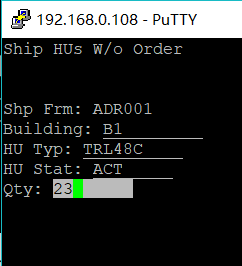 192.168.0.108 - PuTTY
Ship HUs W/o Order
Shp Frm: ADR001
Building: B1
HU Typ: TRL48C
HU Stat: ACT
Qty: 23